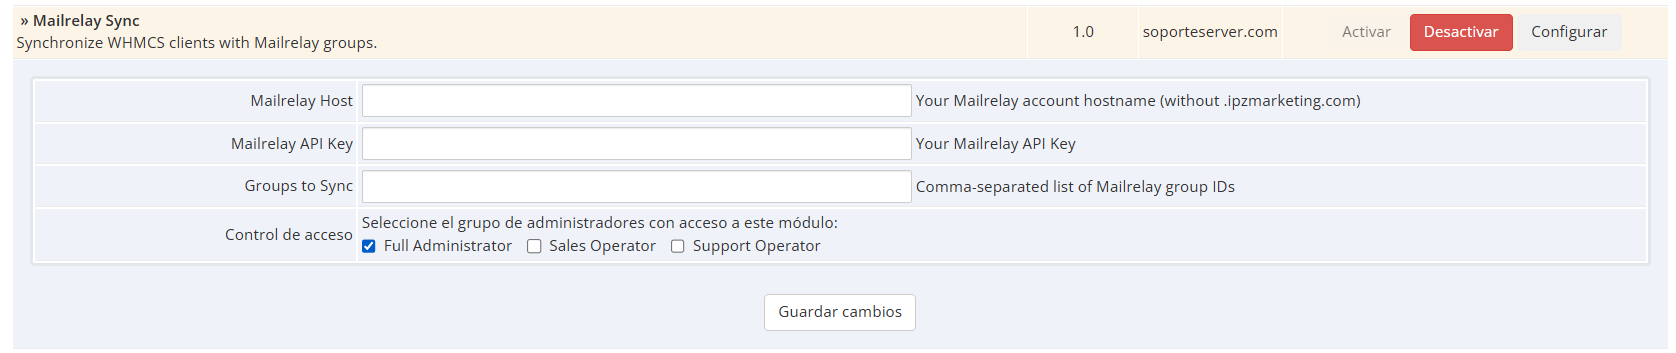 » Mailrelay Sync
Synchronize WHMCS clients with Mailrelay groups.
1.0
soporteserver.com
Activar
Desactivar
Configurar
Mailrelay Host
Your Mailrelay account hostname (without .ipzmarketing.com)
Mailrelay API Key
Your Mailrelay API Key
Groups to Sync
Comma-separated list of Mailrelay group IDs
Control de acceso
Seleccione el grupo de administradores con acceso a este módulo:
Full Administrator
Sales Operator
Support Operator
Guardar cambios